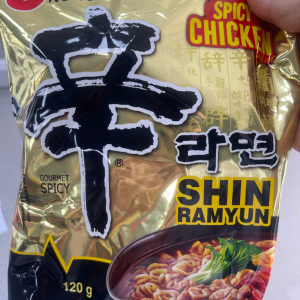 SPICY
CHICKEN
辛
®
라면
GOURMET
SPICY
SHIN
RAMYUN
120 g